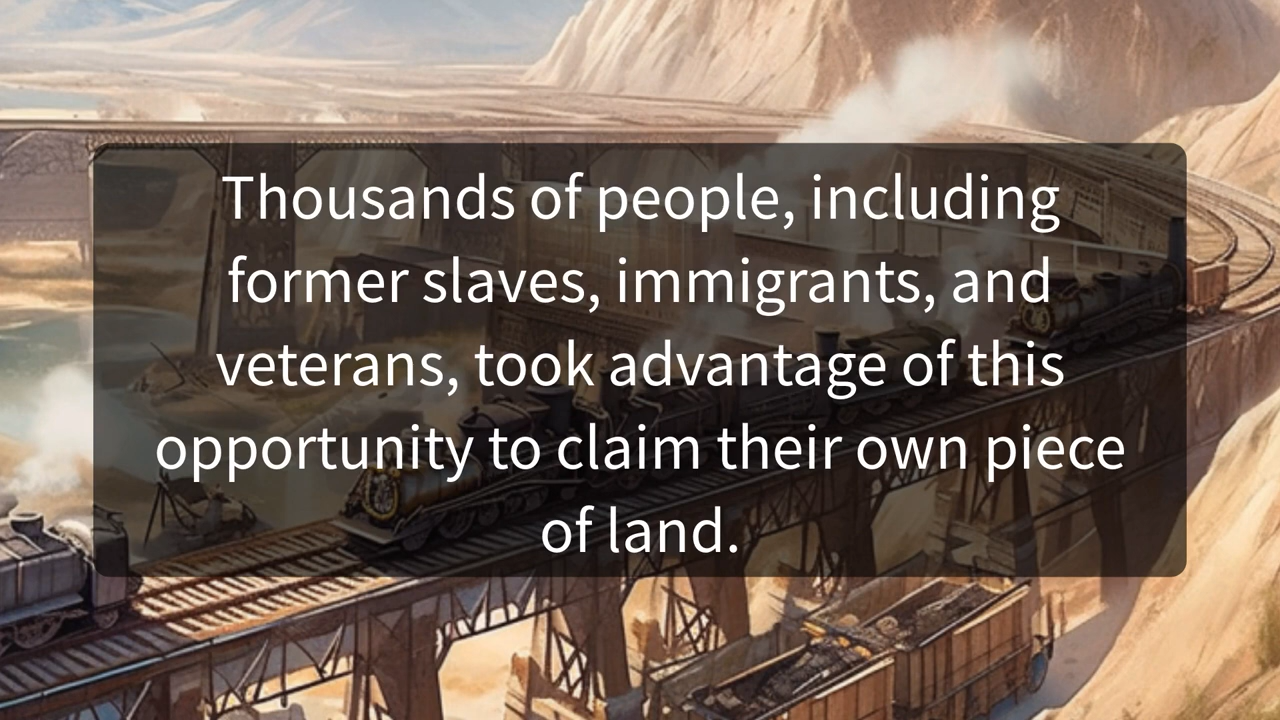 Thousands of people, including
former slaves, immigrants, and
veterans, took advantage of this
opportunity to claim their own piece
of land.